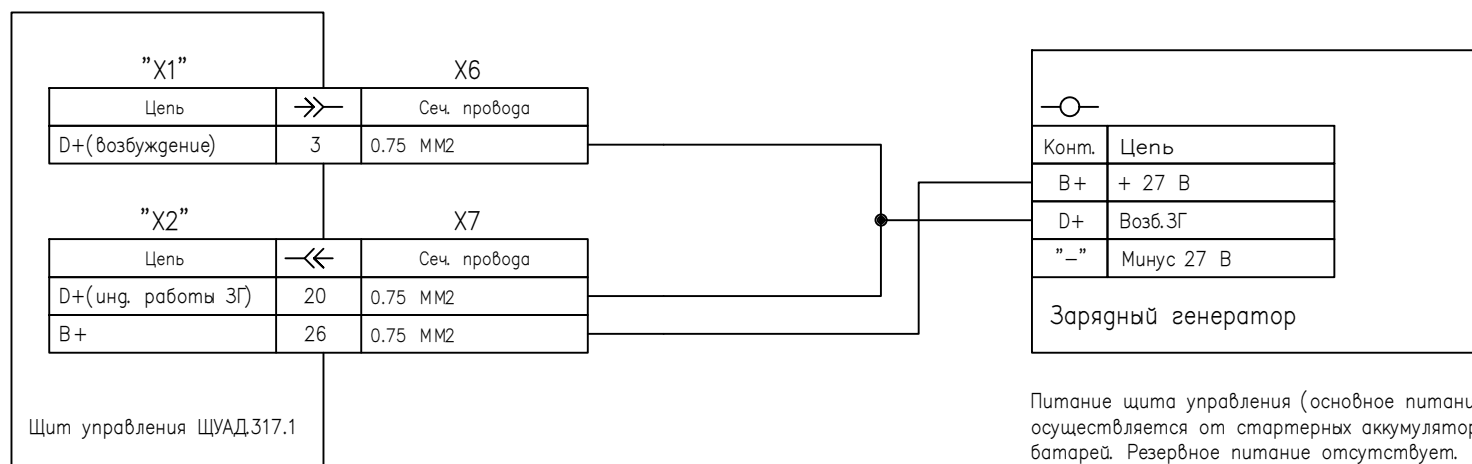 "X1"
X6
Цепь
Сеч. провода
D+(возбуждение) 3 0.75 ММ2
"X2"
X7
Цепь
Сеч. провода
D+(инд. работы ЗГ) 20 0.75 ММ2
B+ 26 0.75 ММ2
Щит управления ЩУАД.317.1
Конт. Цепь
B+ + 27 В
D+ Возб.ЗГ
"–" Минус 27 В
Зарядный генератор
Питание щита управления (основное питани
осуществляется от стартерных аккумулятор
батарей. Резервное питание отсутствует.